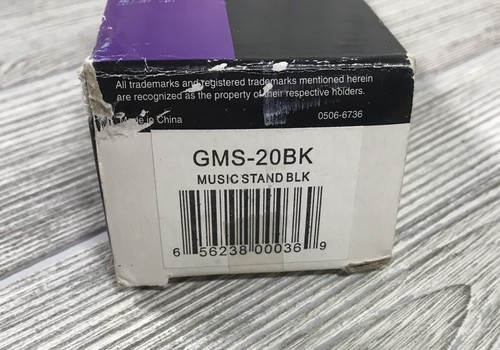 All trademarks and registered trademarks mentioned herein
are recognized as the property of their respective holders.
Made in China
0506-6736
GMS-20BK
MUSIC STAND BLK
6 56238 00036 9